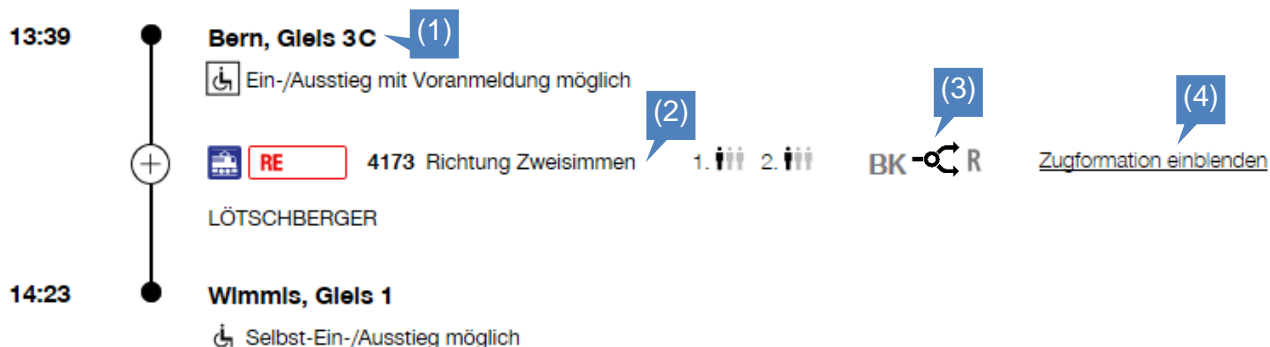 13:39 Bern, Gleis 3C (1)
Ein-/Ausstieg mit Voranmeldung möglich
(2) (3) (4)
RE 4173 Richtung Zweisimmen 1. 2. BK R Zugformation einblenden
LÖTSCHBERGER
14:23 Wimmis, Gleis 1
Selbst-Ein-/Ausstieg möglich